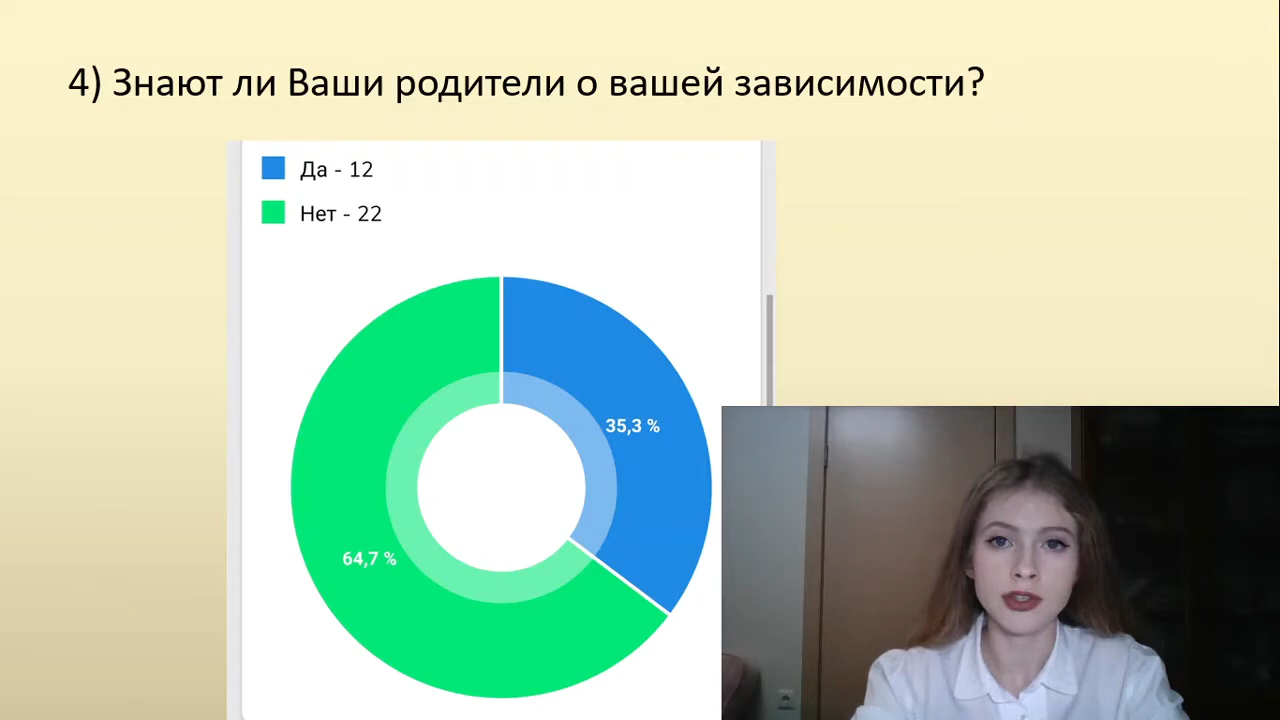 4) Знают ли Ваши родители о вашей зависимости?
Да - 12
Нет - 22
35,3 %
64,7 %